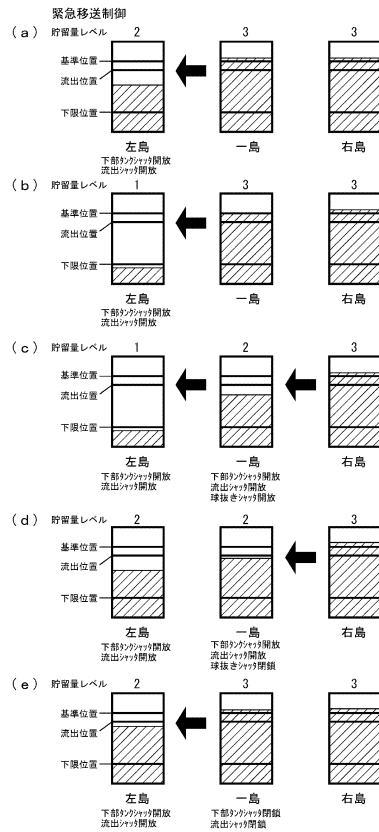 緊急移送制御
(a) 貯留量レベル 2 3 3
基準位置
流出位置
下限位置
左島 一島 右島
下部タンクシャッタ開放
流出シャッタ開放
(b) 貯留量レベル 1 3 3
基準位置
流出位置
下限位置
左島 一島 右島
下部タンクシャッタ開放
流出シャッタ開放
(c) 貯留量レベル 1 2 3
基準位置
流出位置
下限位置
左島 一島 右島
下部タンクシャッタ開放 下部タンクシャッタ開放
流出シャッタ開放 流出シャッタ開放
球抜きシャッタ開放
(d) 貯留量レベル 2 2 3
基準位置
流出位置
下限位置
左島 一島 右島
下部タンクシャッタ開放 下部タンクシャッタ開放
流出シャッタ開放 流出シャッタ開放
球抜きシャッタ閉鎖
(e) 貯留量レベル 2 3 3
基準位置
流出位置
下限位置
左島 一島 右島
下部タンクシャッタ開放 下部タンクシャッタ閉鎖
流出シャッタ開放 流出シャッタ閉鎖